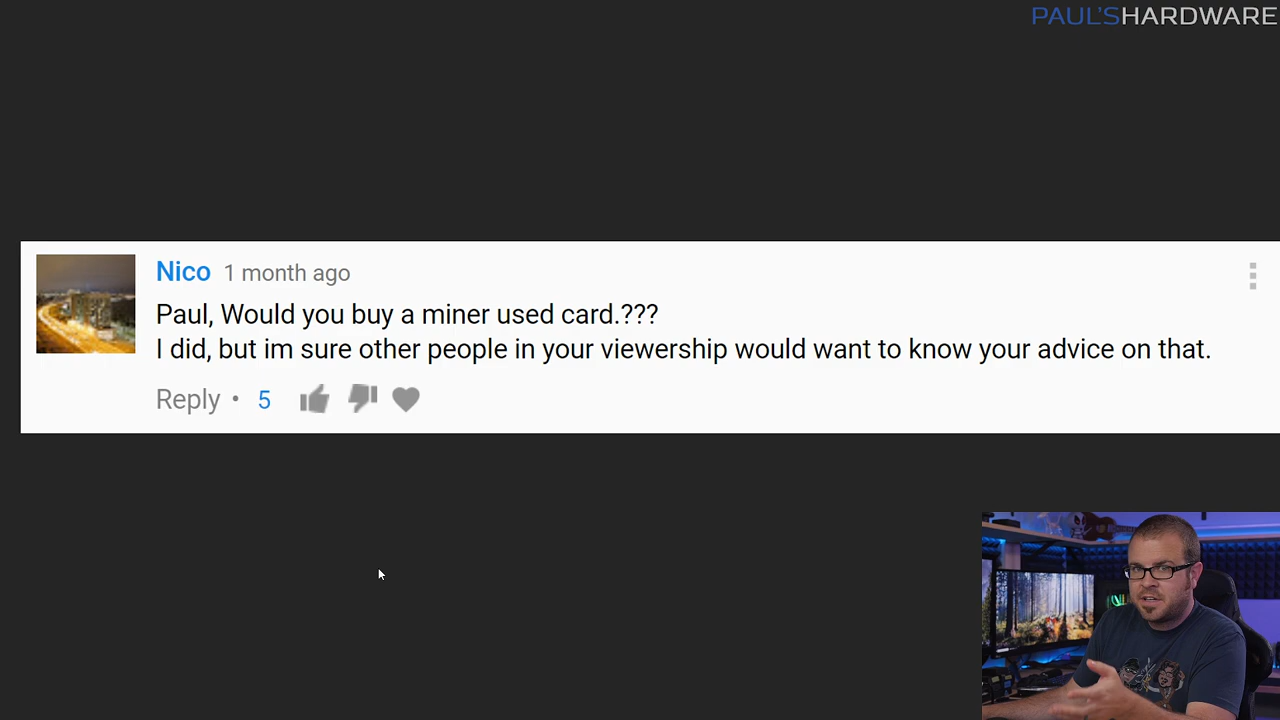 PAUL'SHARDWARE
Nico 1 month ago
Paul, Would you buy a miner used card.???
I did, but im sure other people in your viewership would want to know your advice on that.
Reply • 5